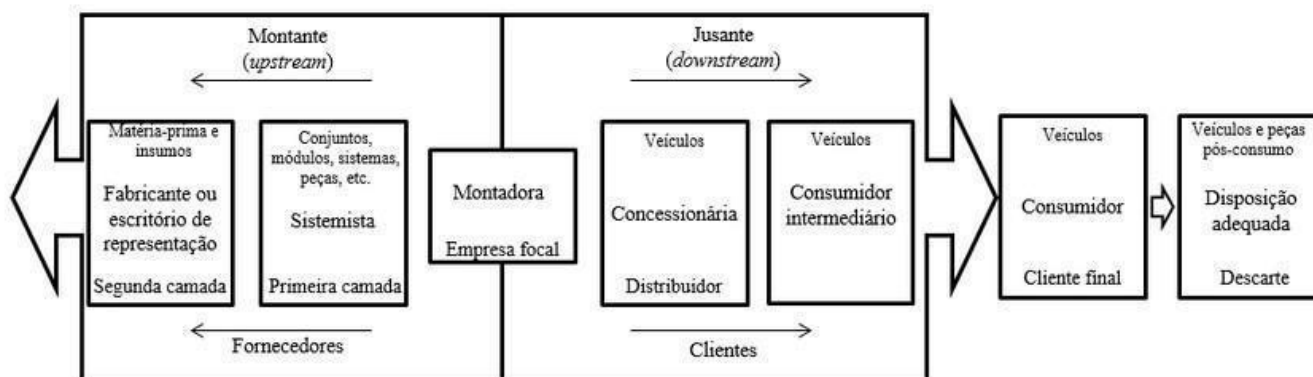 Montante
(upstream)
Jusante
(downstream)
Matéria-prima e
insumos
Fabricante ou
escritório de
representação
Segunda camada
Conjuntos,
módulos, sistemas,
peças, etc.
Sistemista
Primeira camada
Montadora
Empresa focal
Veículos
Concessionária
Distribuidor
Veículos
Consumidor
intermediário
Veículos
Consumidor
Cliente final
Veículos e peças
pós-consumo
Disposição
adequada
Descarte
Fornecedores
Clientes